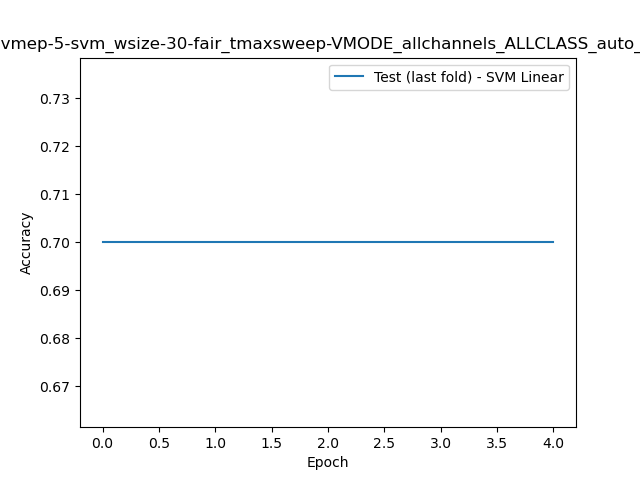 vmep-5-svm_wsize-30-fair_tmaxsweep-VMODE_allchannels_ALLCLASS_auto_
Test (last fold) - SVM Linear
Accuracy
0.73
0.72
0.71
0.70
0.69
0.68
0.67
0.0 0.5 1.0 1.5 2.0 2.5 3.0 3.5 4.0
Epoch